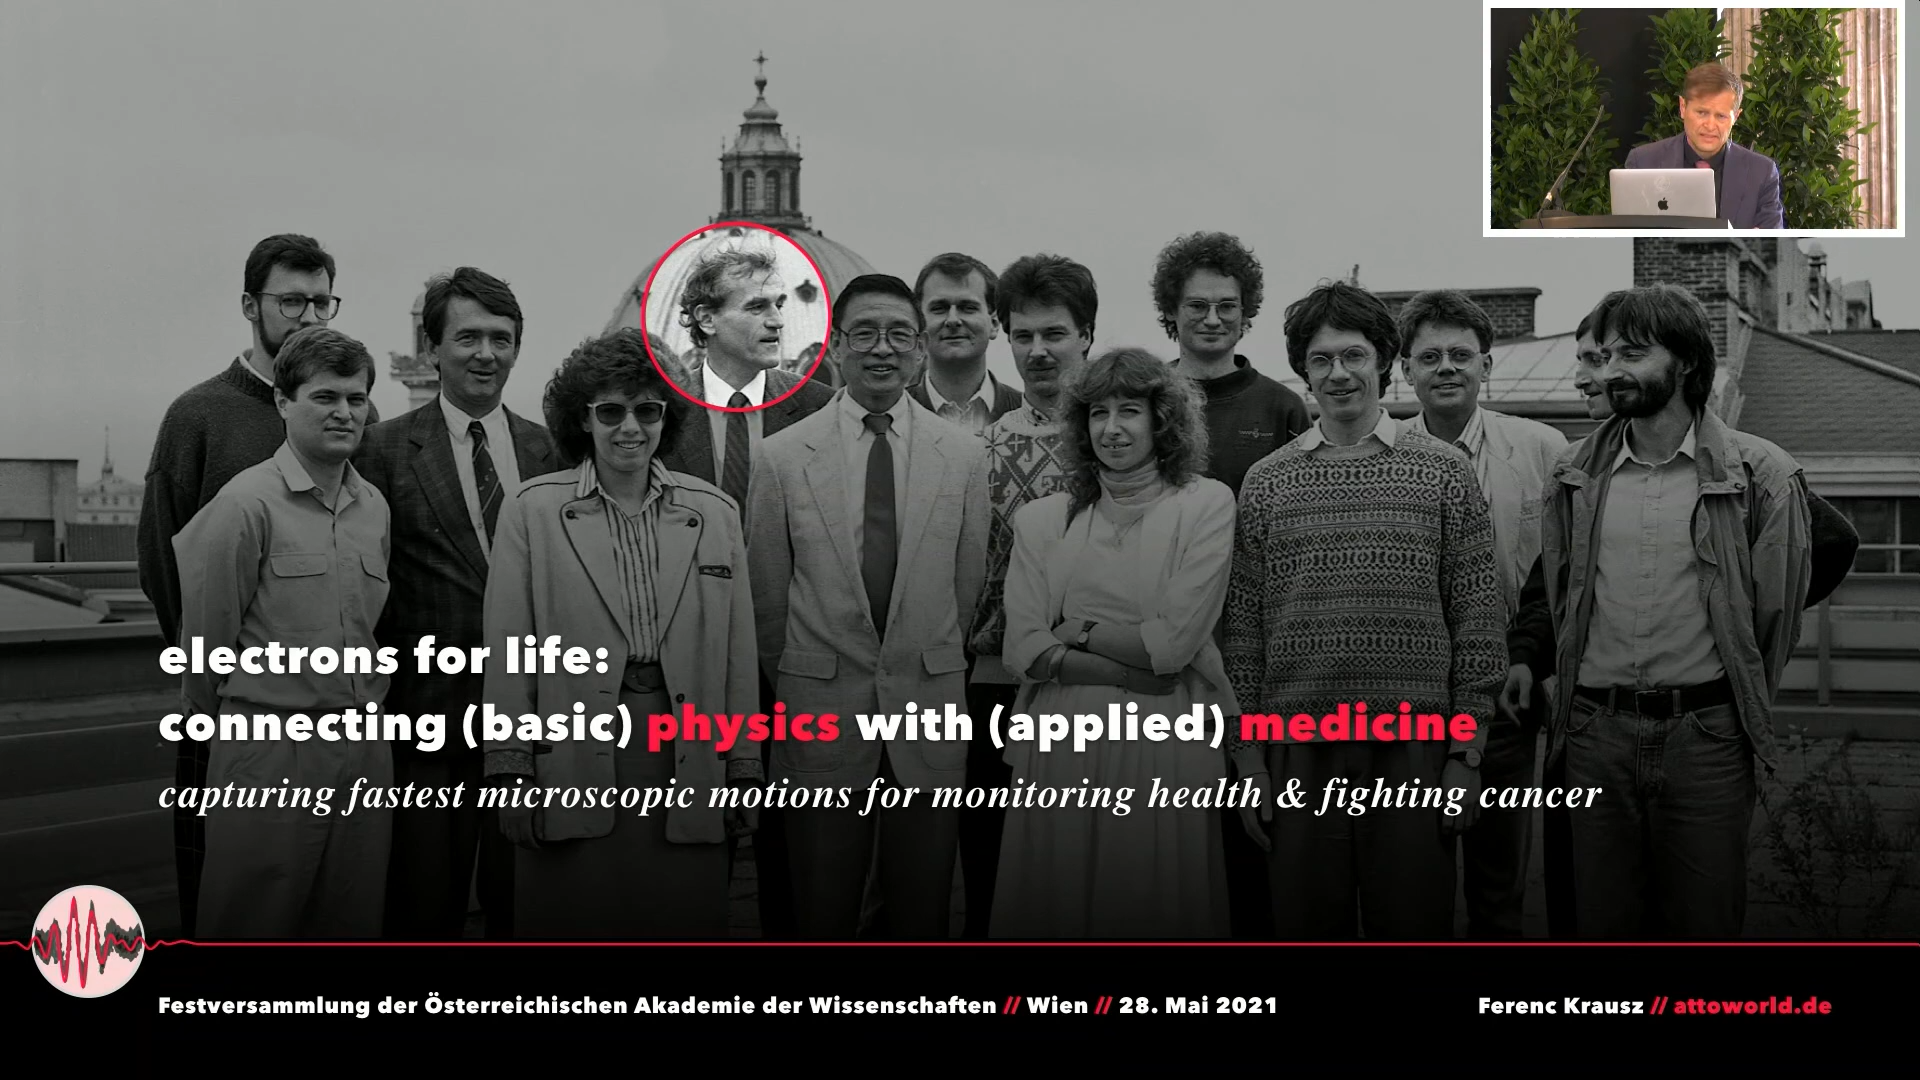 electrons for life:
connecting (basic) physics with (applied) medicine
capturing fastest microscopic motions for monitoring health & fighting cancer
Festversammlung der Österreichischen Akademie der Wissenschaften // Wien // 28. Mai 2021
Ferenc Krausz // attoworld.de